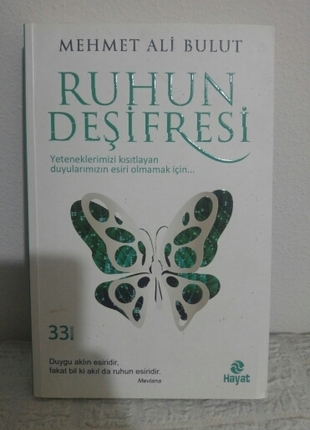 MEHMET ALİ BULUT
RUHUN
DEŞİFRESİ
Yeteneklerimizi kısıtlayan
duyularımızın esiri olmamak için...
33
Duygu aklın esiridir,
fakat bil ki akıl da ruhun esiridir.
Mevlana
Hayat